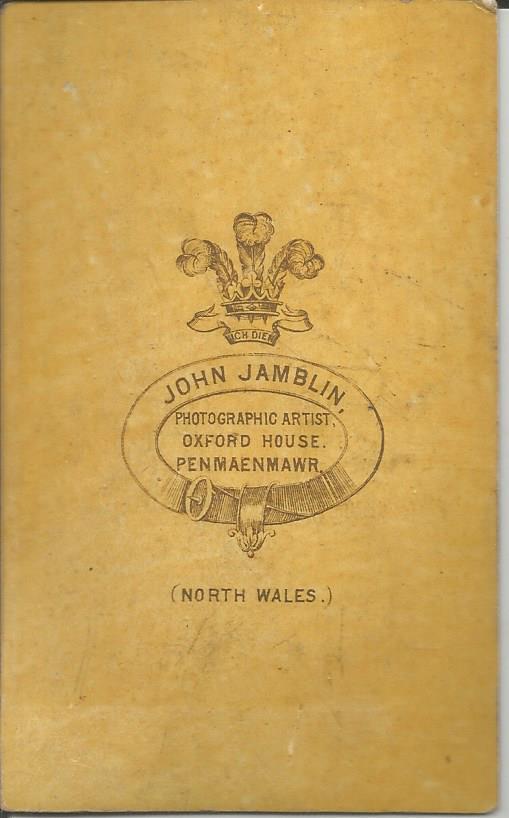 ICH DIEN
JOHN JAMBLIN,
PHOTOGRAPHIC ARTIST,
OXFORD HOUSE.
PENMAENMAWR.
(NORTH WALES.)